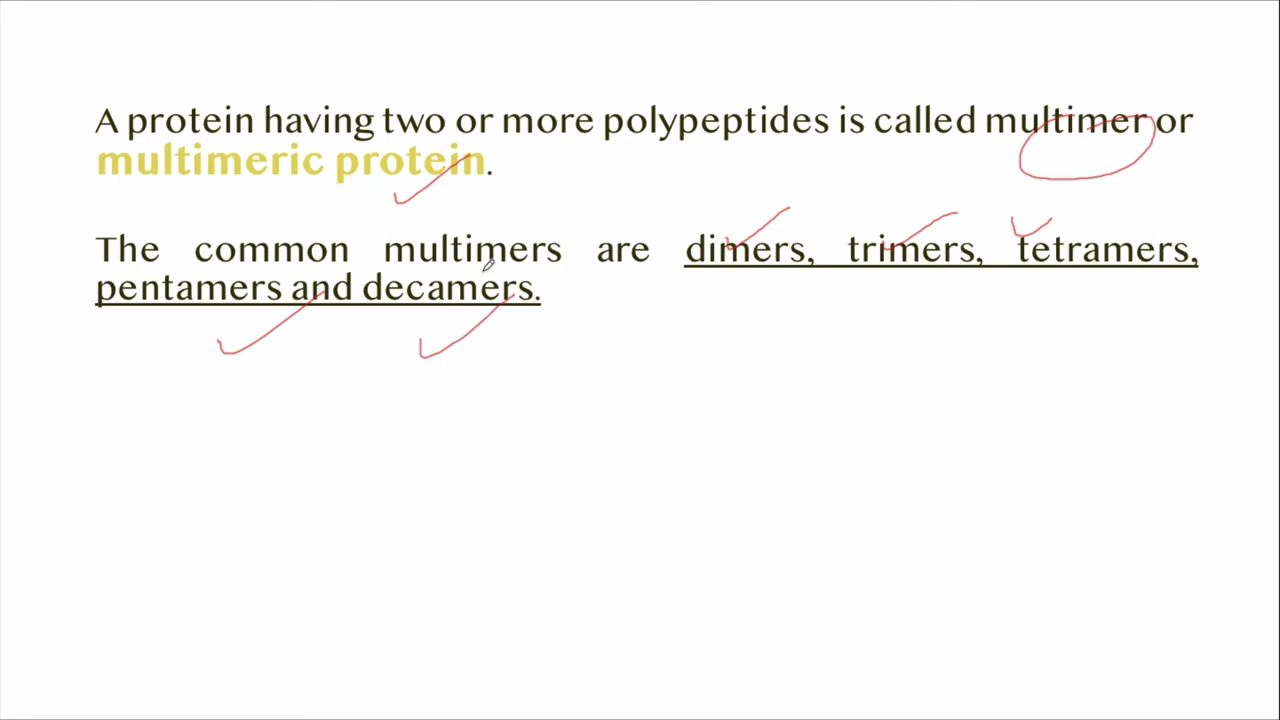 A protein having two or more polypeptides is called multimer or
multimeric protein.
The common multimers are dimers, trimers, tetramers,
pentamers and decamers.